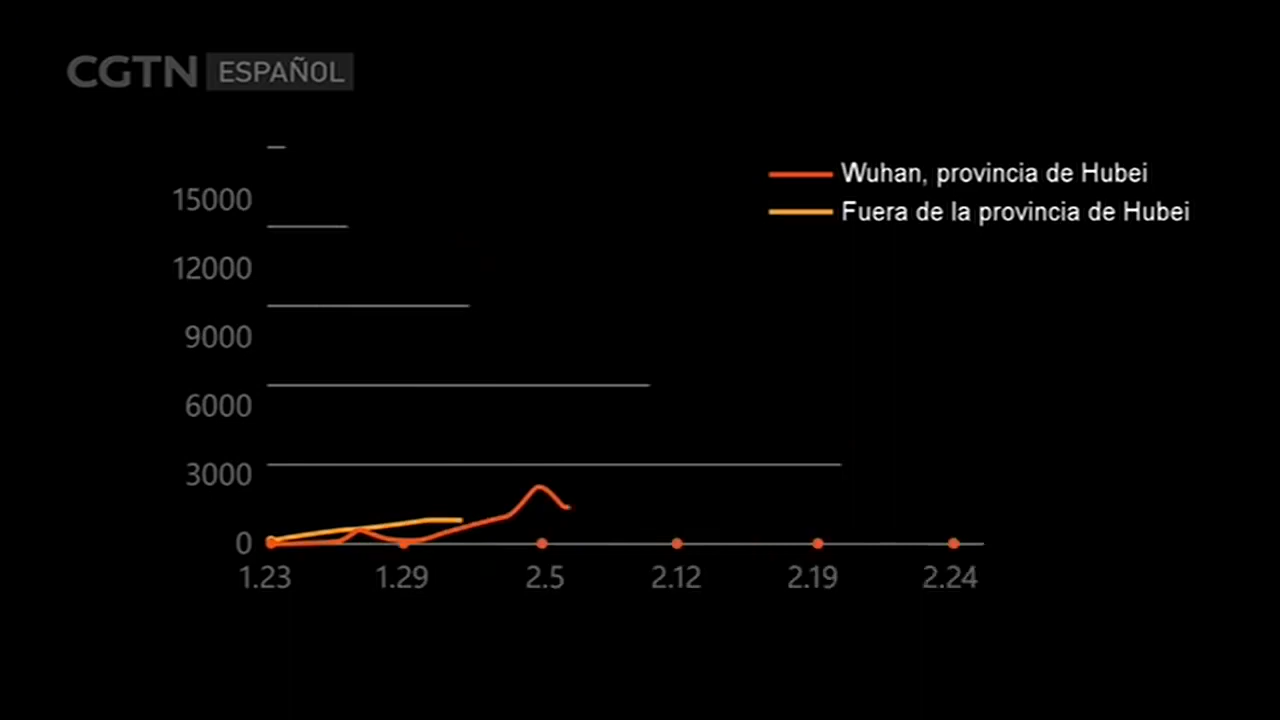 CGTN ESPAÑOL
Wuhan, provincia de Hubei
Fuera de la provincia de Hubei
15000
12000
9000
6000
3000
0
1.23 1.29 2.5 2.12 2.19 2.24